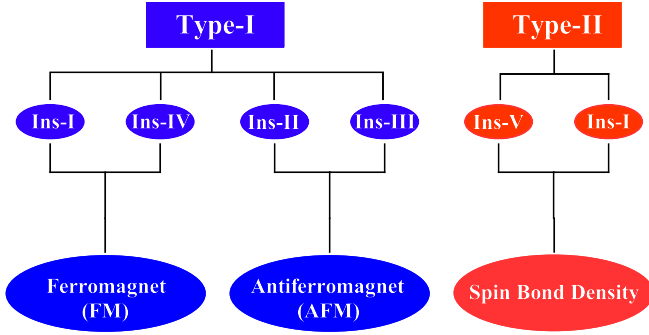 Type-I
Type-II
Ins-I
Ins-IV
Ins-II
Ins-III
Ins-V
Ins-I
Ferromagnet
(FM)
Antiferromagnet
(AFM)
Spin Bond Density